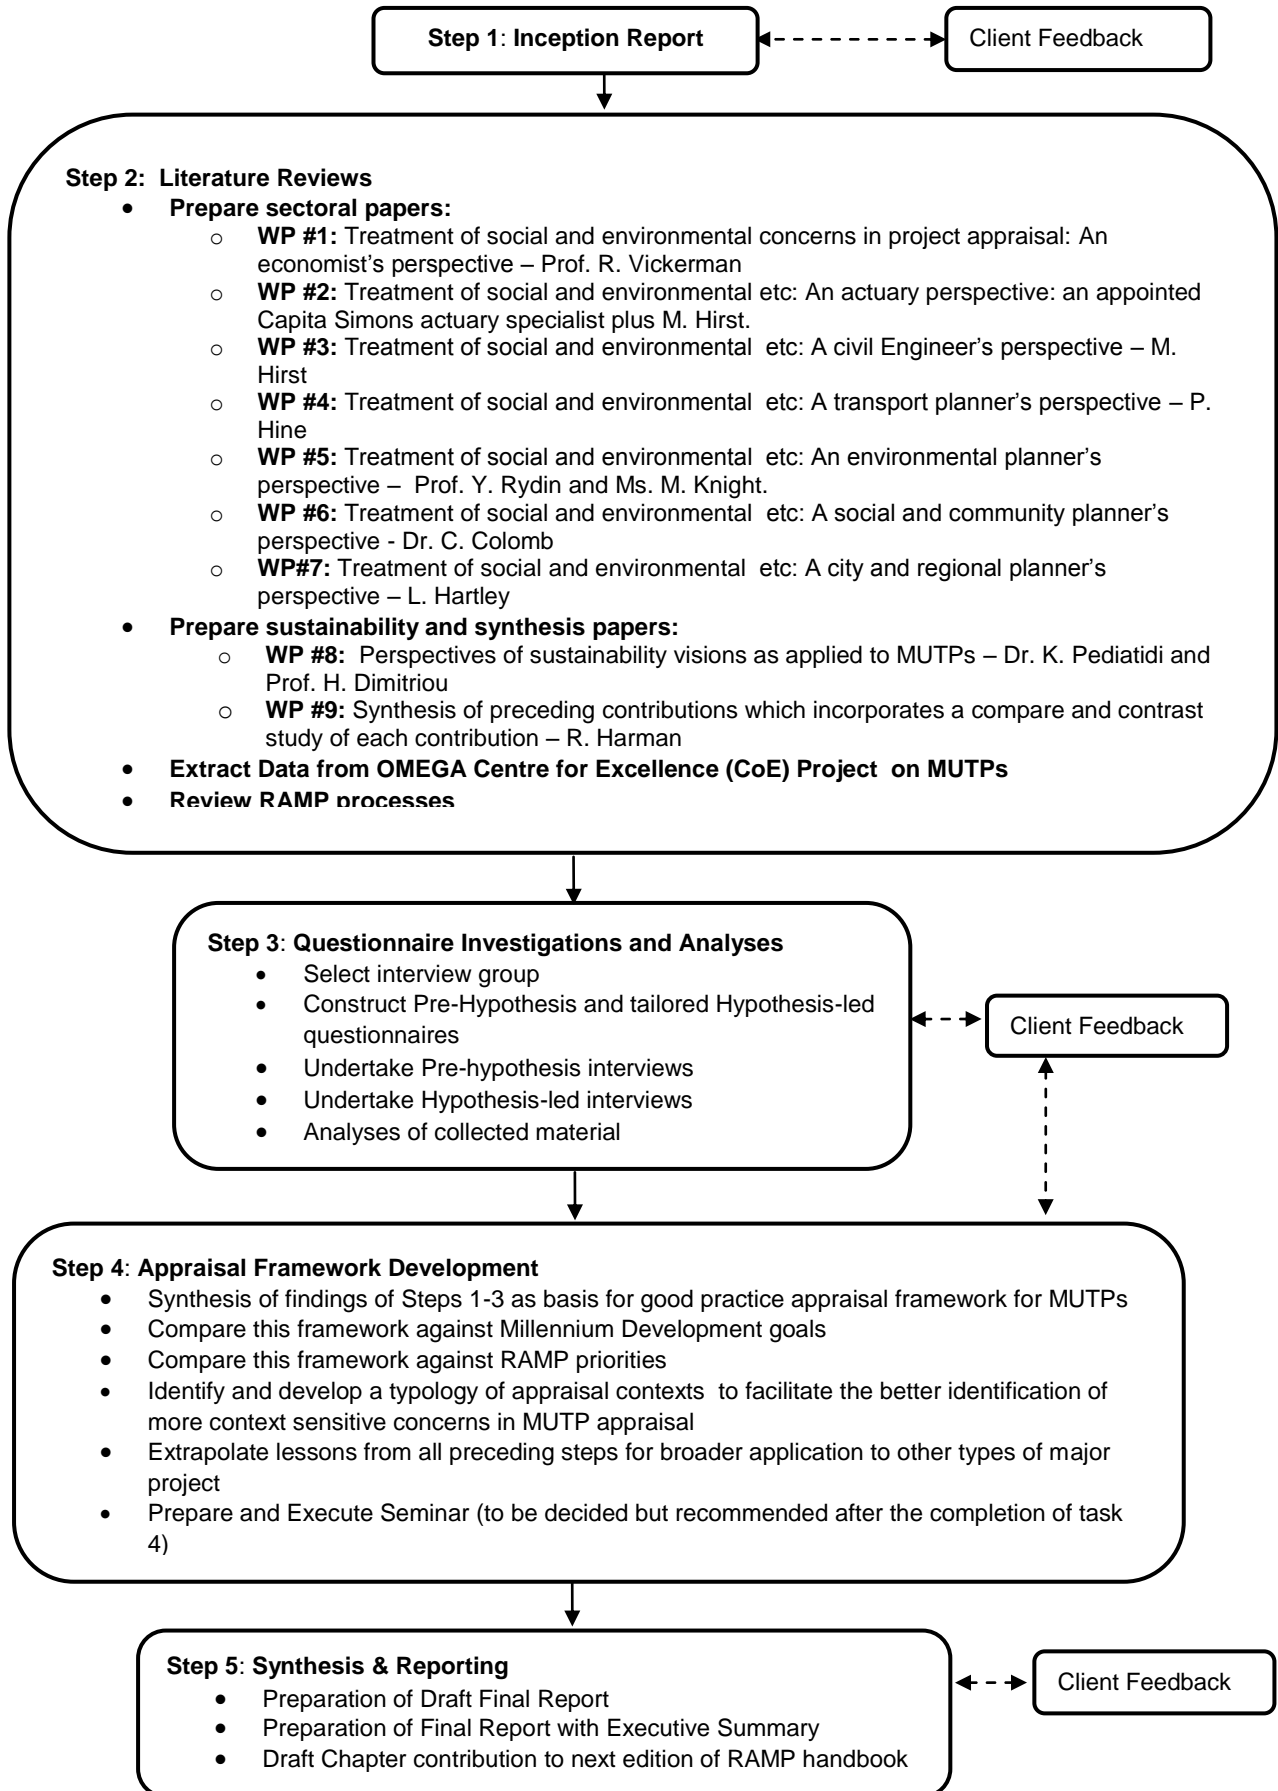 Step 1: Inception Report
Client Feedback
Step 2: Literature Reviews
• Prepare sectoral papers:
o WP #1: Treatment of social and environmental concerns in project appraisal: An
economist's perspective – Prof. R. Vickerman
o WP #2: Treatment of social and environmental etc: An actuary perspective: an appointed
Capita Simons actuary specialist plus M. Hirst.
o WP #3: Treatment of social and environmental etc: A civil Engineer's perspective – M.
Hirst
o WP #4: Treatment of social and environmental etc: A transport planner's perspective – P.
Hine
o WP #5: Treatment of social and environmental etc: An environmental planner's
perspective – Prof. Y. Rydin and Ms. M. Knight.
o WP #6: Treatment of social and environmental etc: A social and community planner's
perspective - Dr. C. Colomb
o WP#7: Treatment of social and environmental etc: A city and regional planner's
perspective – L. Hartley
• Prepare sustainability and synthesis papers:
o WP #8: Perspectives of sustainability visions as applied to MUTPs – Dr. K. Pediatidi and
Prof. H. Dimitriou
o WP #9: Synthesis of preceding contributions which incorporates a compare and contrast
study of each contribution – R. Harman
• Extract Data from OMEGA Centre for Excellence (CoE) Project on MUTPs
• Review RAMP processes
Step 3: Questionnaire Investigations and Analyses
• Select interview group
• Construct Pre-Hypothesis and tailored Hypothesis-led
questionnaires
• Undertake Pre-hypothesis interviews
• Undertake Hypothesis-led interviews
• Analyses of collected material
Client Feedback
Step 4: Appraisal Framework Development
• Synthesis of findings of Steps 1-3 as basis for good practice appraisal framework for MUTPs
• Compare this framework against Millennium Development goals
• Compare this framework against RAMP priorities
• Identify and develop a typology of appraisal contexts to facilitate the better identification of
more context sensitive concerns in MUTP appraisal
• Extrapolate lessons from all preceding steps for broader application to other types of major
project
• Prepare and Execute Seminar (to be decided but recommended after the completion of task
4)
Step 5: Synthesis & Reporting
• Preparation of Draft Final Report
• Preparation of Final Report with Executive Summary
• Draft Chapter contribution to next edition of RAMP handbook
Client Feedback